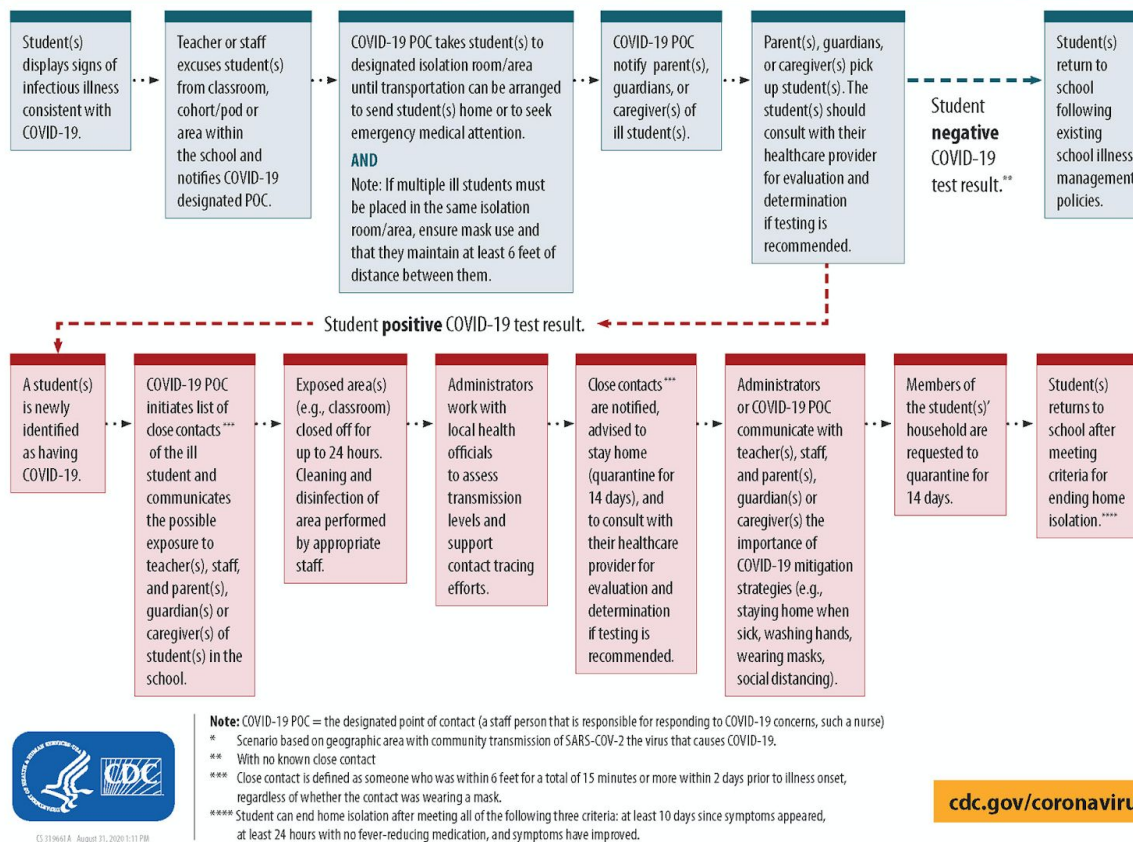 Student(s)
displays signs of
infectious illness
consistent with
COVID-19.
Teacher or staff
excuses student(s)
from classroom,
cohort/pod or
area within
the school and
notifies COVID-19
designated POC.
COVID-19 POC takes student(s) to
designated isolation room/area
until transportation can be arranged
to send student(s) home or to seek
emergency medical attention.
AND
Note: If multiple ill students must
be placed in the same isolation
room/area, ensure mask use and
that they maintain at least 6 feet of
distance between them.
COVID-19 POC
notify parent(s),
guardians, or
caregiver(s) of
ill student(s).
Parent(s), guardians,
or caregiver(s) pick
up student(s). The
student(s) should
consult with their
healthcare provider
for evaluation and
determination
if testing is
recommended.
Student
negative
COVID-19
test result.**
Student(s)
return to
school
following
existing
school illness
management
policies.
Student positive COVID-19 test result.
A student(s)
is newly
identified
as having
COVID-19.
COVID-19 POC
initiates list of
close contacts***
of the ill
student and
communicates
the possible
exposure to
teacher(s), staff,
and parent(s),
guardian(s) or
caregiver(s) of
student(s) in the
school.
Exposed area(s)
(e.g., classroom)
closed off for
up to 24 hours.
Cleaning and
disinfection of
area performed
by appropriate
staff.
Administrators
work with
local health
officials
to assess
transmission
levels and
support
contact tracing
efforts.
Close contacts***
are notified,
advised to
stay home
(quarantine for
14 days), and
to consult with
their healthcare
provider for
evaluation and
determination
if testing is
recommended.
Administrators
or COVID-19 POC
communicate with
teacher(s), staff,
and parent(s),
guardian(s) or
caregiver(s) the
importance of
COVID-19 mitigation
strategies (e.g.,
staying home when
sick, washing hands,
wearing masks,
social distancing).
Members of
the student(s)'
household are
requested to
quarantine for
14 days.
Student(s)
returns to
school after
meeting
criteria for
ending home
isolation.****
Note: COVID-19 POC = the designated point of contact (a staff person that is responsible for responding to COVID-19 concerns, such a nurse)
* Scenario based on geographic area with community transmission of SARS-COV-2 the virus that causes COVID-19.
** With no known close contact
*** Close contact is defined as someone who was within 6 feet for a total of 15 minutes or more within 2 days prior to illness onset,
regardless of whether the contact was wearing a mask.
**** Student can end home isolation after meeting all of the following three criteria: at least 10 days since symptoms appeared,
at least 24 hours with no fever-reducing medication, and symptoms have improved.
DEPARTMENT OF HEALTH & HUMAN SERVICES•USA
CDC
CS 319661A August 31, 2020 1:11 PM
cdc.gov/coronavirus